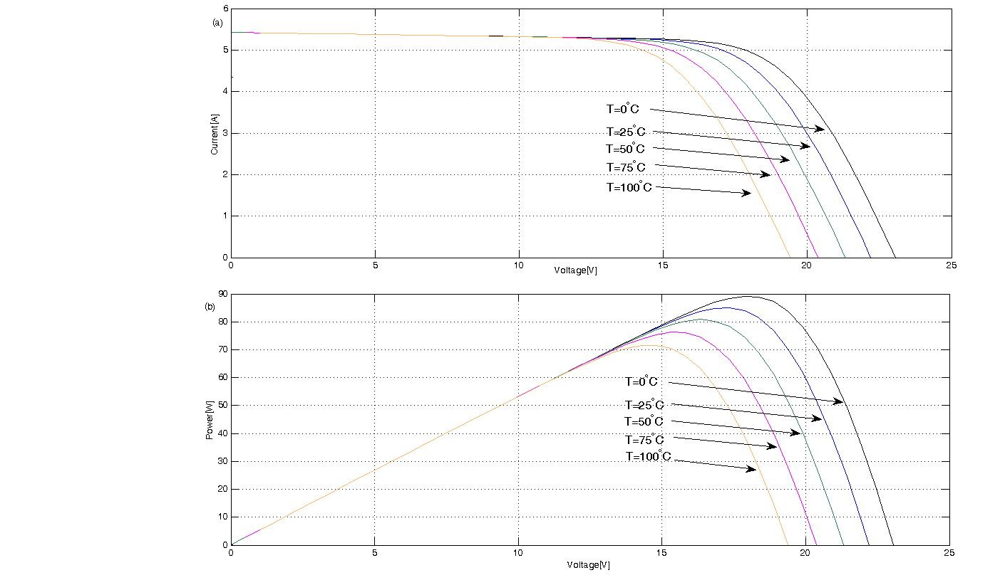 (a)
6
5
4
3
2
1
0
Current[A]
T=0°C
T=25°C
T=50°C
T=75°C
T=100°C
0 5 10 15 20 25
Voltage[V]
(b)
90
80
70
60
50
40
30
20
10
0
Power[W]
T=0°C
T=25°C
T=50°C
T=75°C
T=100°C
0 5 10 15 20 25
Voltage[V]